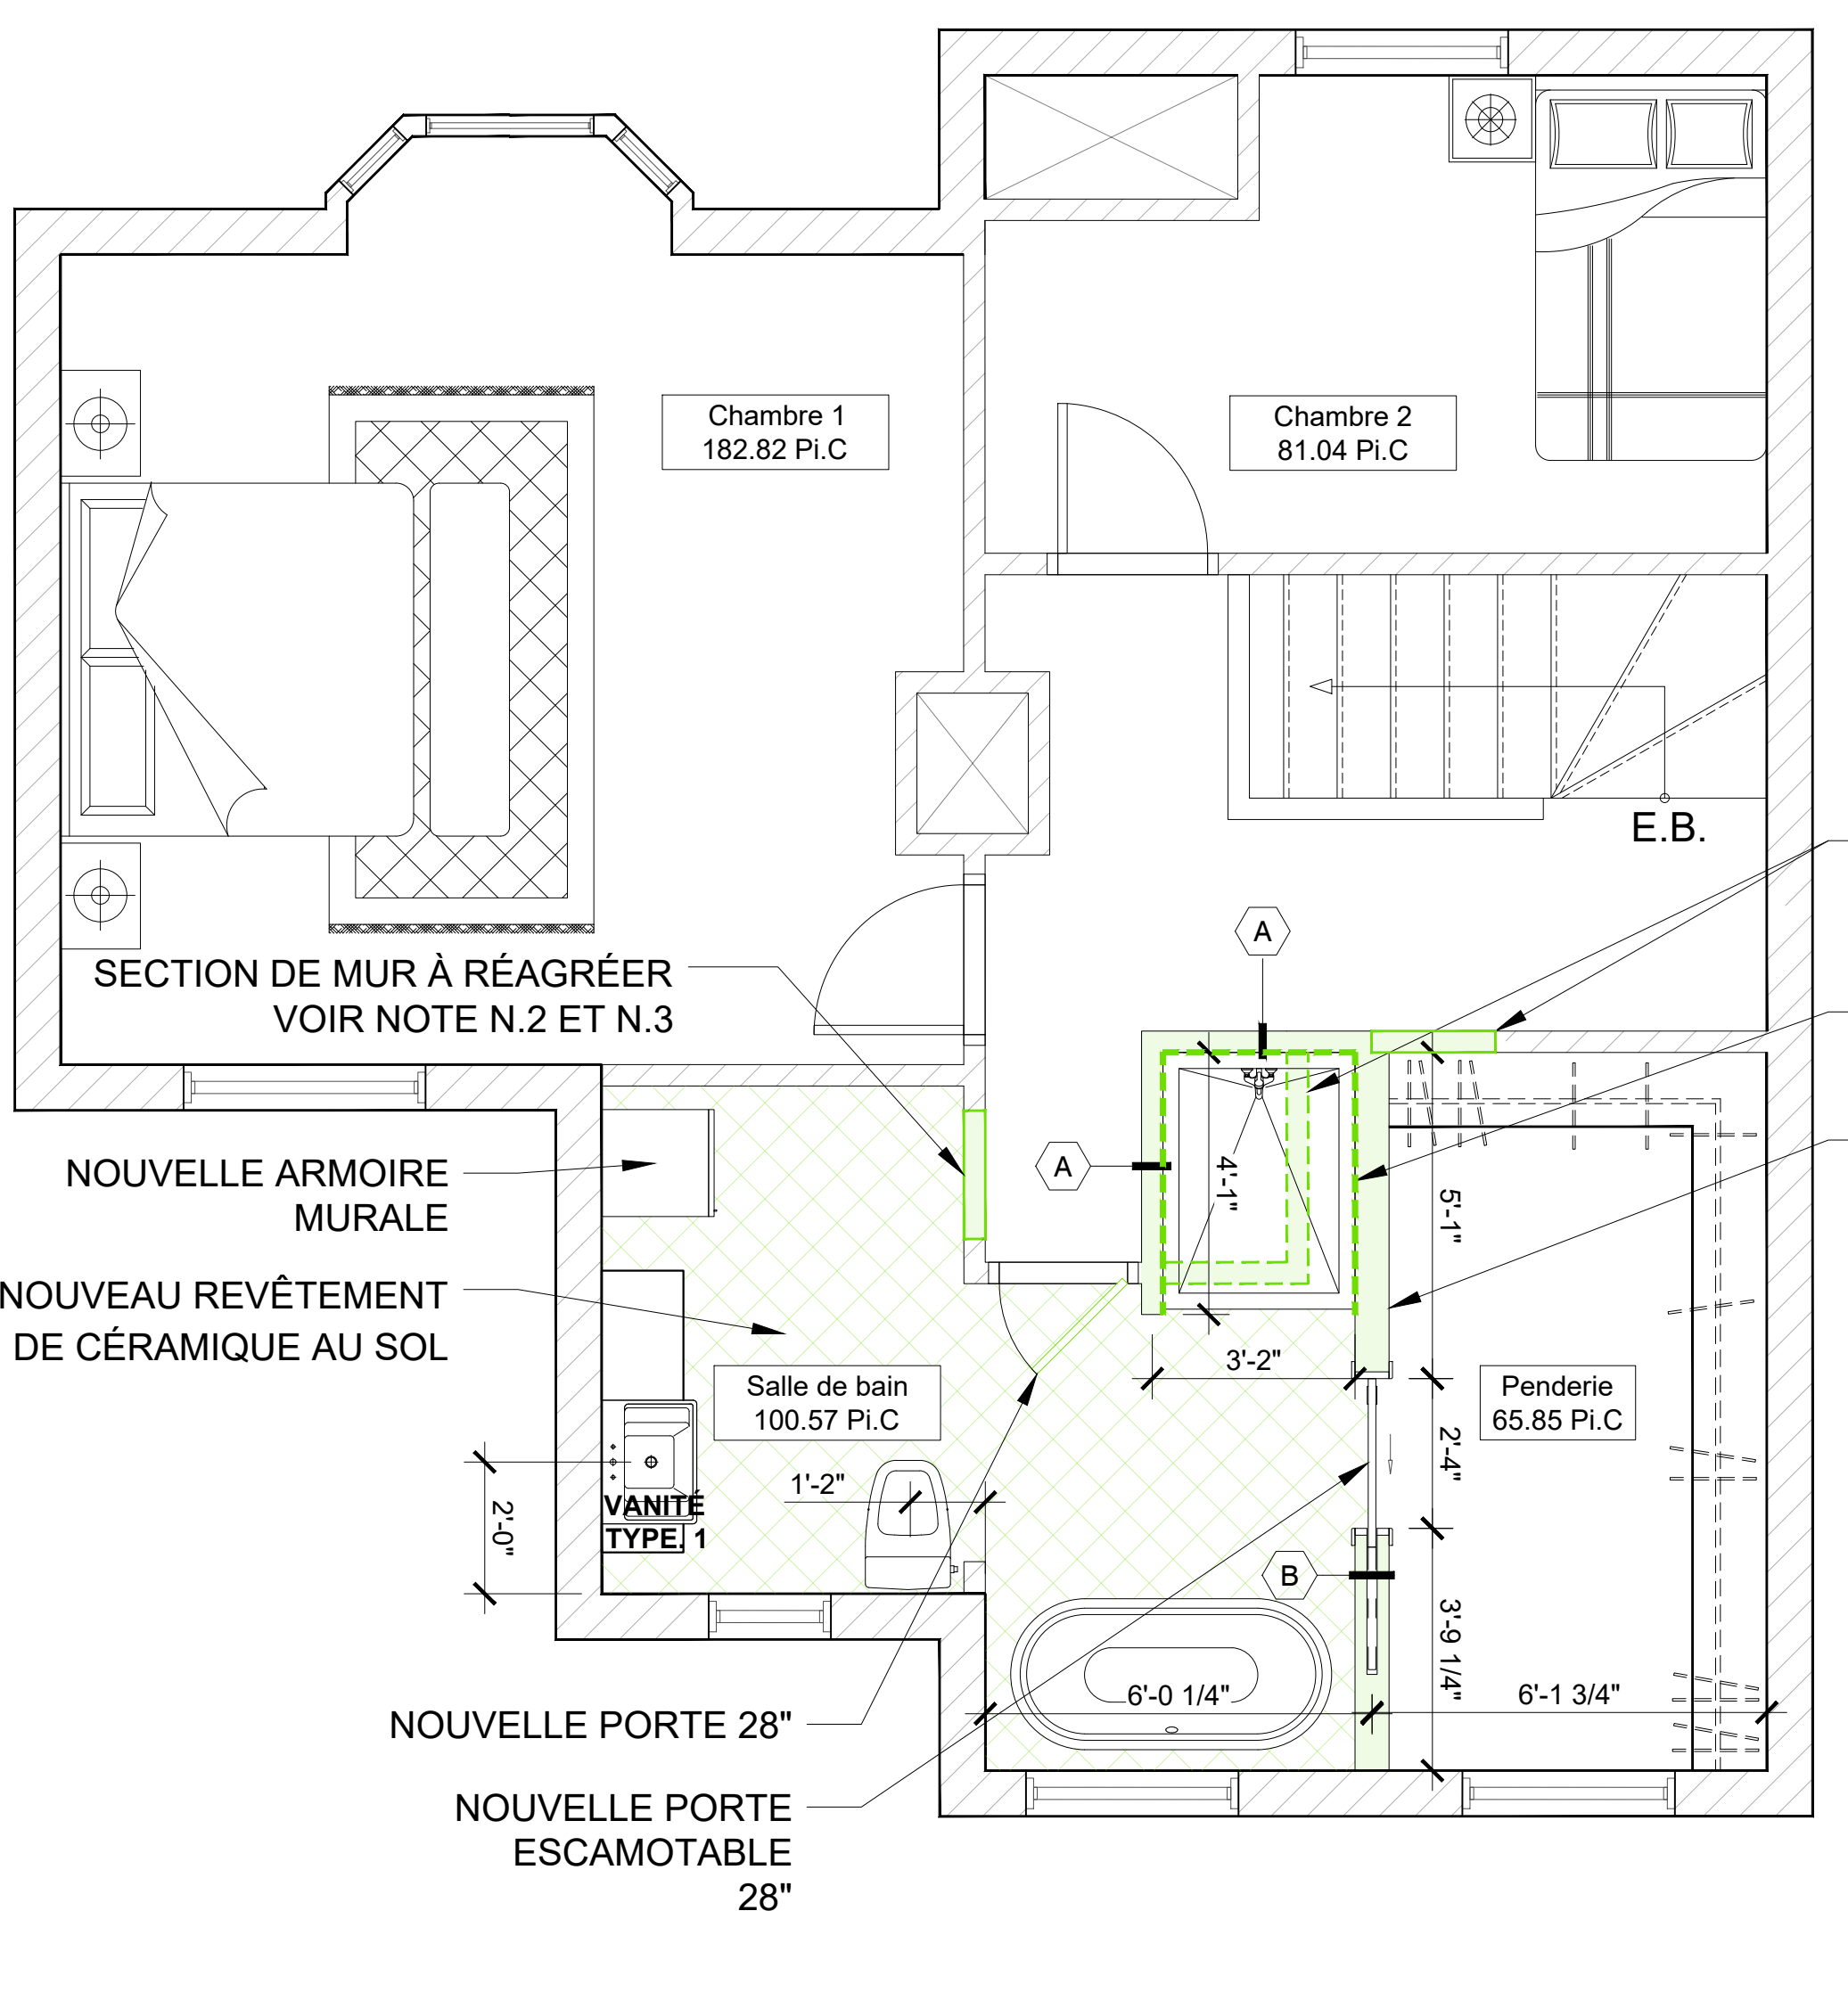 Chambre 1
182.82 Pi.C
Chambre 2
81.04 Pi.C
E.B.
A
SECTION DE MUR À RÉAGRÉER
VOIR NOTE N.2 ET N.3
A
NOUVELLE ARMOIRE
MURALE
4'-1"
5'-1"
NOUVEAU REVÊTEMENT
DE CÉRAMIQUE AU SOL
3'-2"
Salle de bain
100.57 Pi.C
Penderie
65.85 Pi.C
2'-4"
1'-2"
VANITÉ
TYPE. 1
2'-0"
B
3'-9 1/4"
6'-0 1/4"
6'-1 3/4"
NOUVELLE PORTE 28"
NOUVELLE PORTE
ESCAMOTABLE
28"